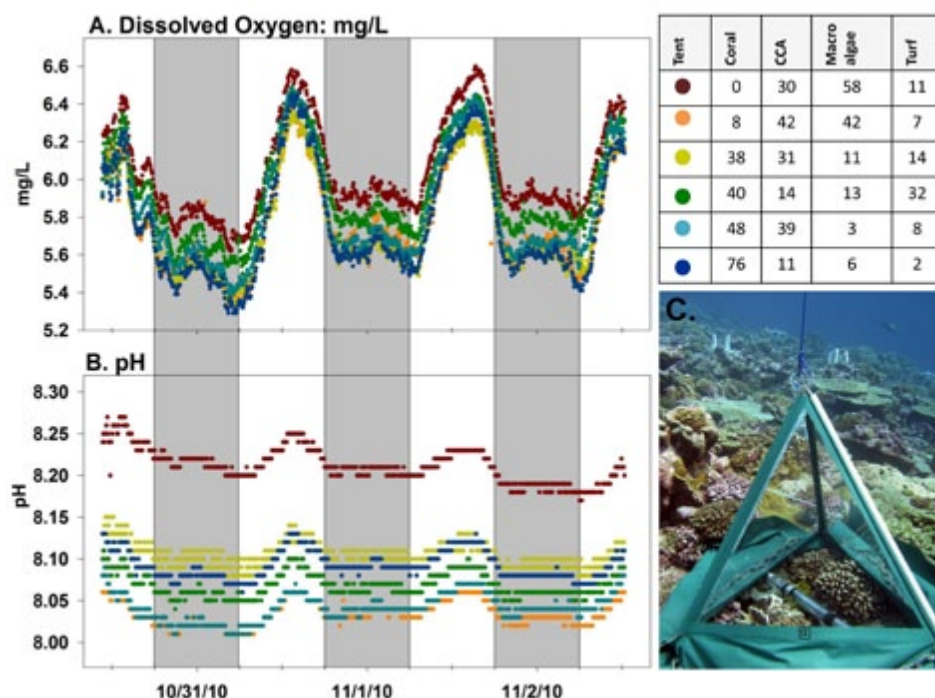 A. Dissolved Oxygen: mg/L
mg/L
6.6
6.4
6.2
6.0
5.8
5.6
5.4
5.2
B. pH
pH
8.30
8.25
8.20
8.15
8.10
8.05
8.00
10/31/10 11/1/10 11/2/10
Tent Coral CCA Macro algae Turf
0 30 58 11
8 42 42 7
38 31 11 14
40 14 13 32
48 39 3 8
76 11 6 2
C.